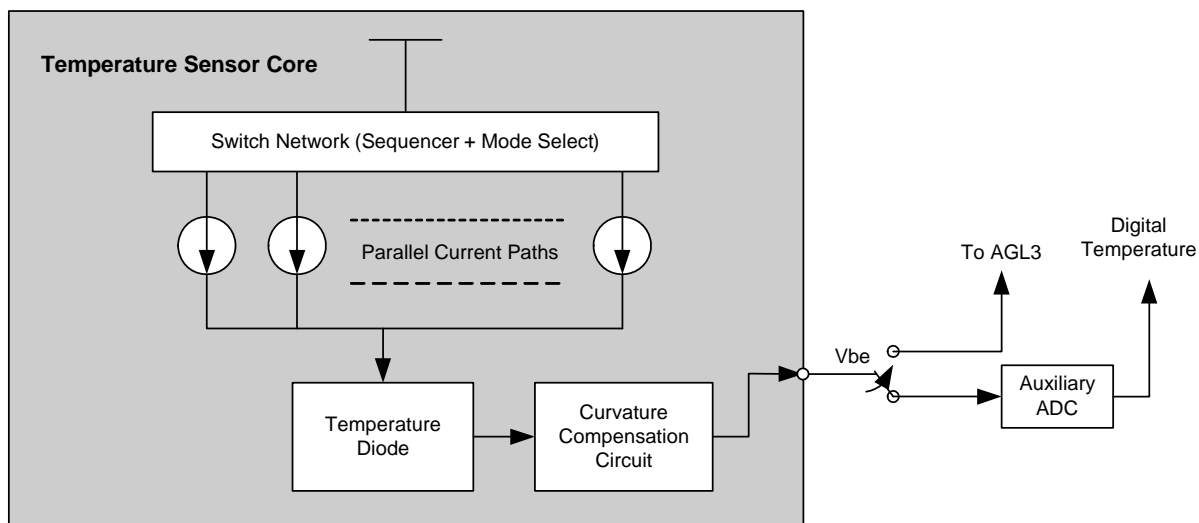 Temperature Sensor Core
Switch Network (Sequencer + Mode Select)
Parallel Current Paths
Digital
Temperature
To AGL3
Vbe
Auxiliary
ADC
Temperature
Diode
Curvature
Compensation
Circuit